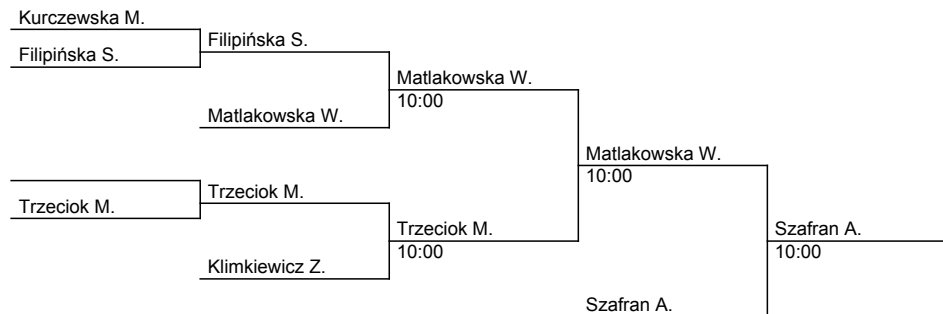 Kurczewska M.
Filipińska S.
Filipińska S.
Matlakowska W.
10:00
Matlakowska W.
Matlakowska W.
10:00
Trzeciok M.
Trzeciok M.
Trzeciok M.
10:00
Szafran A.
10:00
Klimkiewicz Z.
Szafran A.